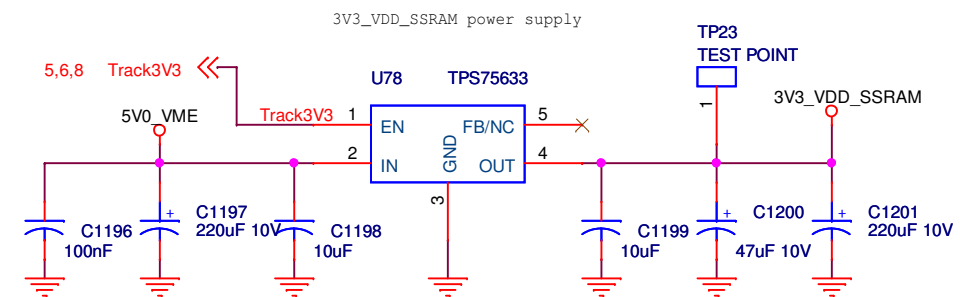 3V3_VDD_SSRAM power supply
TP23
TEST POINT
5,6,8 Track3V3
U78 TPS75633
5V0_VME
Track3V3
1
EN
FB/NC
5
1
3V3_VDD_SSRAM
2
IN
GND
OUT
4
3
C1196
100nF
+
C1197
220uF 10V
C1198
10uF
C1199
10uF
+
C1200
47uF 10V
+
C1201
220uF 10V